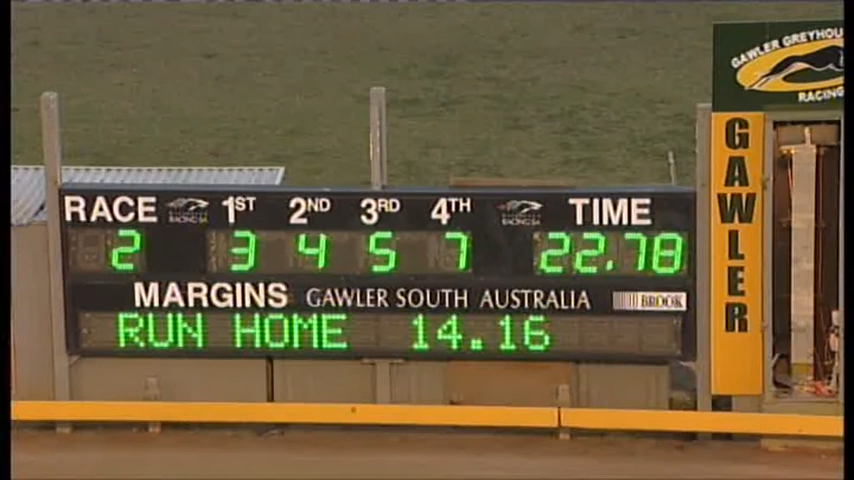 GAWLER GREYHOU
RACING
RACE 1ST 2ND 3RD 4TH TIME
2 3 4 5 7 22.78
MARGINS GAWLER SOUTH AUSTRALIA BROOK
RUN HOME 14.16
GAWLER